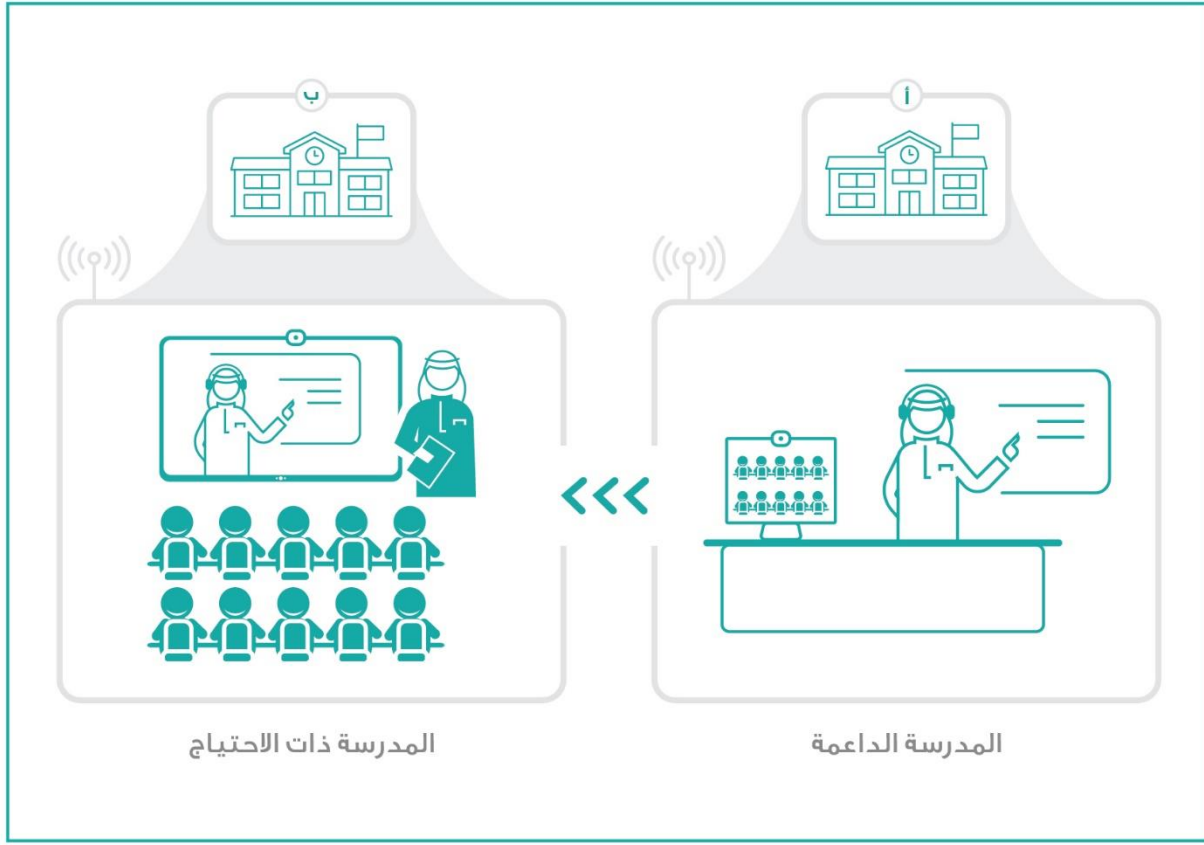 أ
ب
المدرسة الداعمة
المدرسة ذات الاحتياج